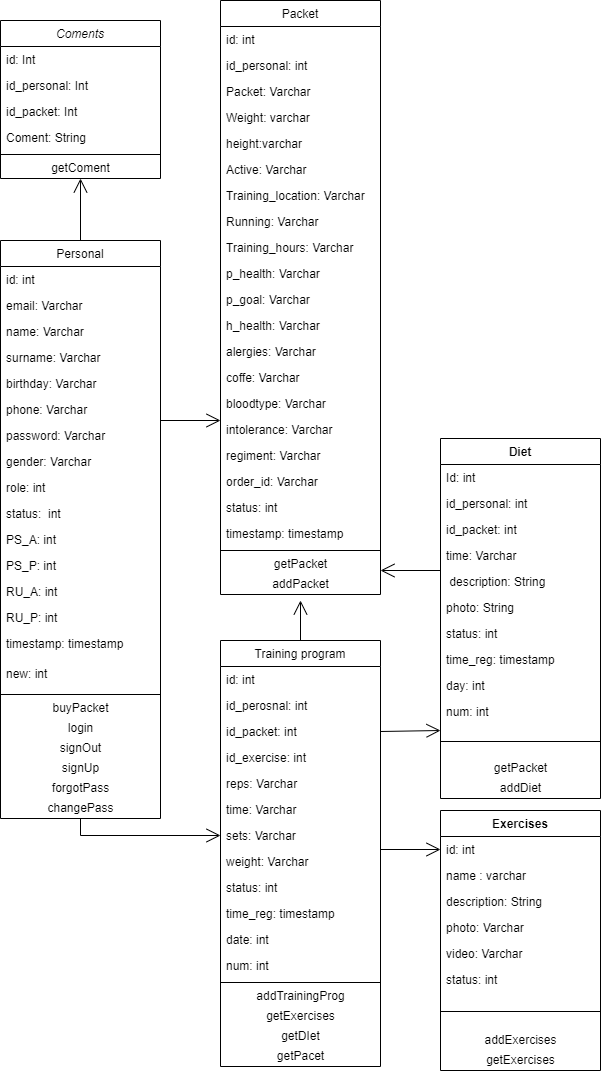 Coments
id: Int
id_personal: Int
id_packet: Int
Coment: String
getComent
Personal
id: int
email: Varchar
name: Varchar
surname: Varchar
birthday: Varchar
phone: Varchar
password: Varchar
gender: Varchar
role: int
status:  int
PS_A: int
PS_P: int
RU_A: int
RU_P: int
timestamp: timestamp
new: int
buyPacket
login
signOut
signUp
forgotPass
changePass
Packet
id: int
id_personal: int
Packet: Varchar
Weight: varchar
height:varchar
Active: Varchar
Training_location: Varchar
Running: Varchar
Training_hours: Varchar
p_health: Varchar
p_goal: Varchar
h_health: Varchar
alergies: Varchar
coffe: Varchar
bloodtype: Varchar
intolerance: Varchar
regiment: Varchar
order_id: Varchar
status: int
timestamp: timestamp
getPacket
addPacket
Training program
id: int
id_perosnal: int
id_packet: int
id_exercise: int
reps: Varchar
time: Varchar
sets: Varchar
weight: Varchar
status: int
time_reg: timestamp
date: int
num: int
addTrainingProg
getExercises
getDIet
getPacet
Diet
Id: int
id_personal: int
id_packet: int
time: Varchar
description: String
photo: String
status: int
time_reg: timestamp
day: int
num: int
getPacket
addDiet
Exercises
id: int
name : varchar
description: String
photo: Varchar
video: Varchar
status: int
addExercises
getExercises